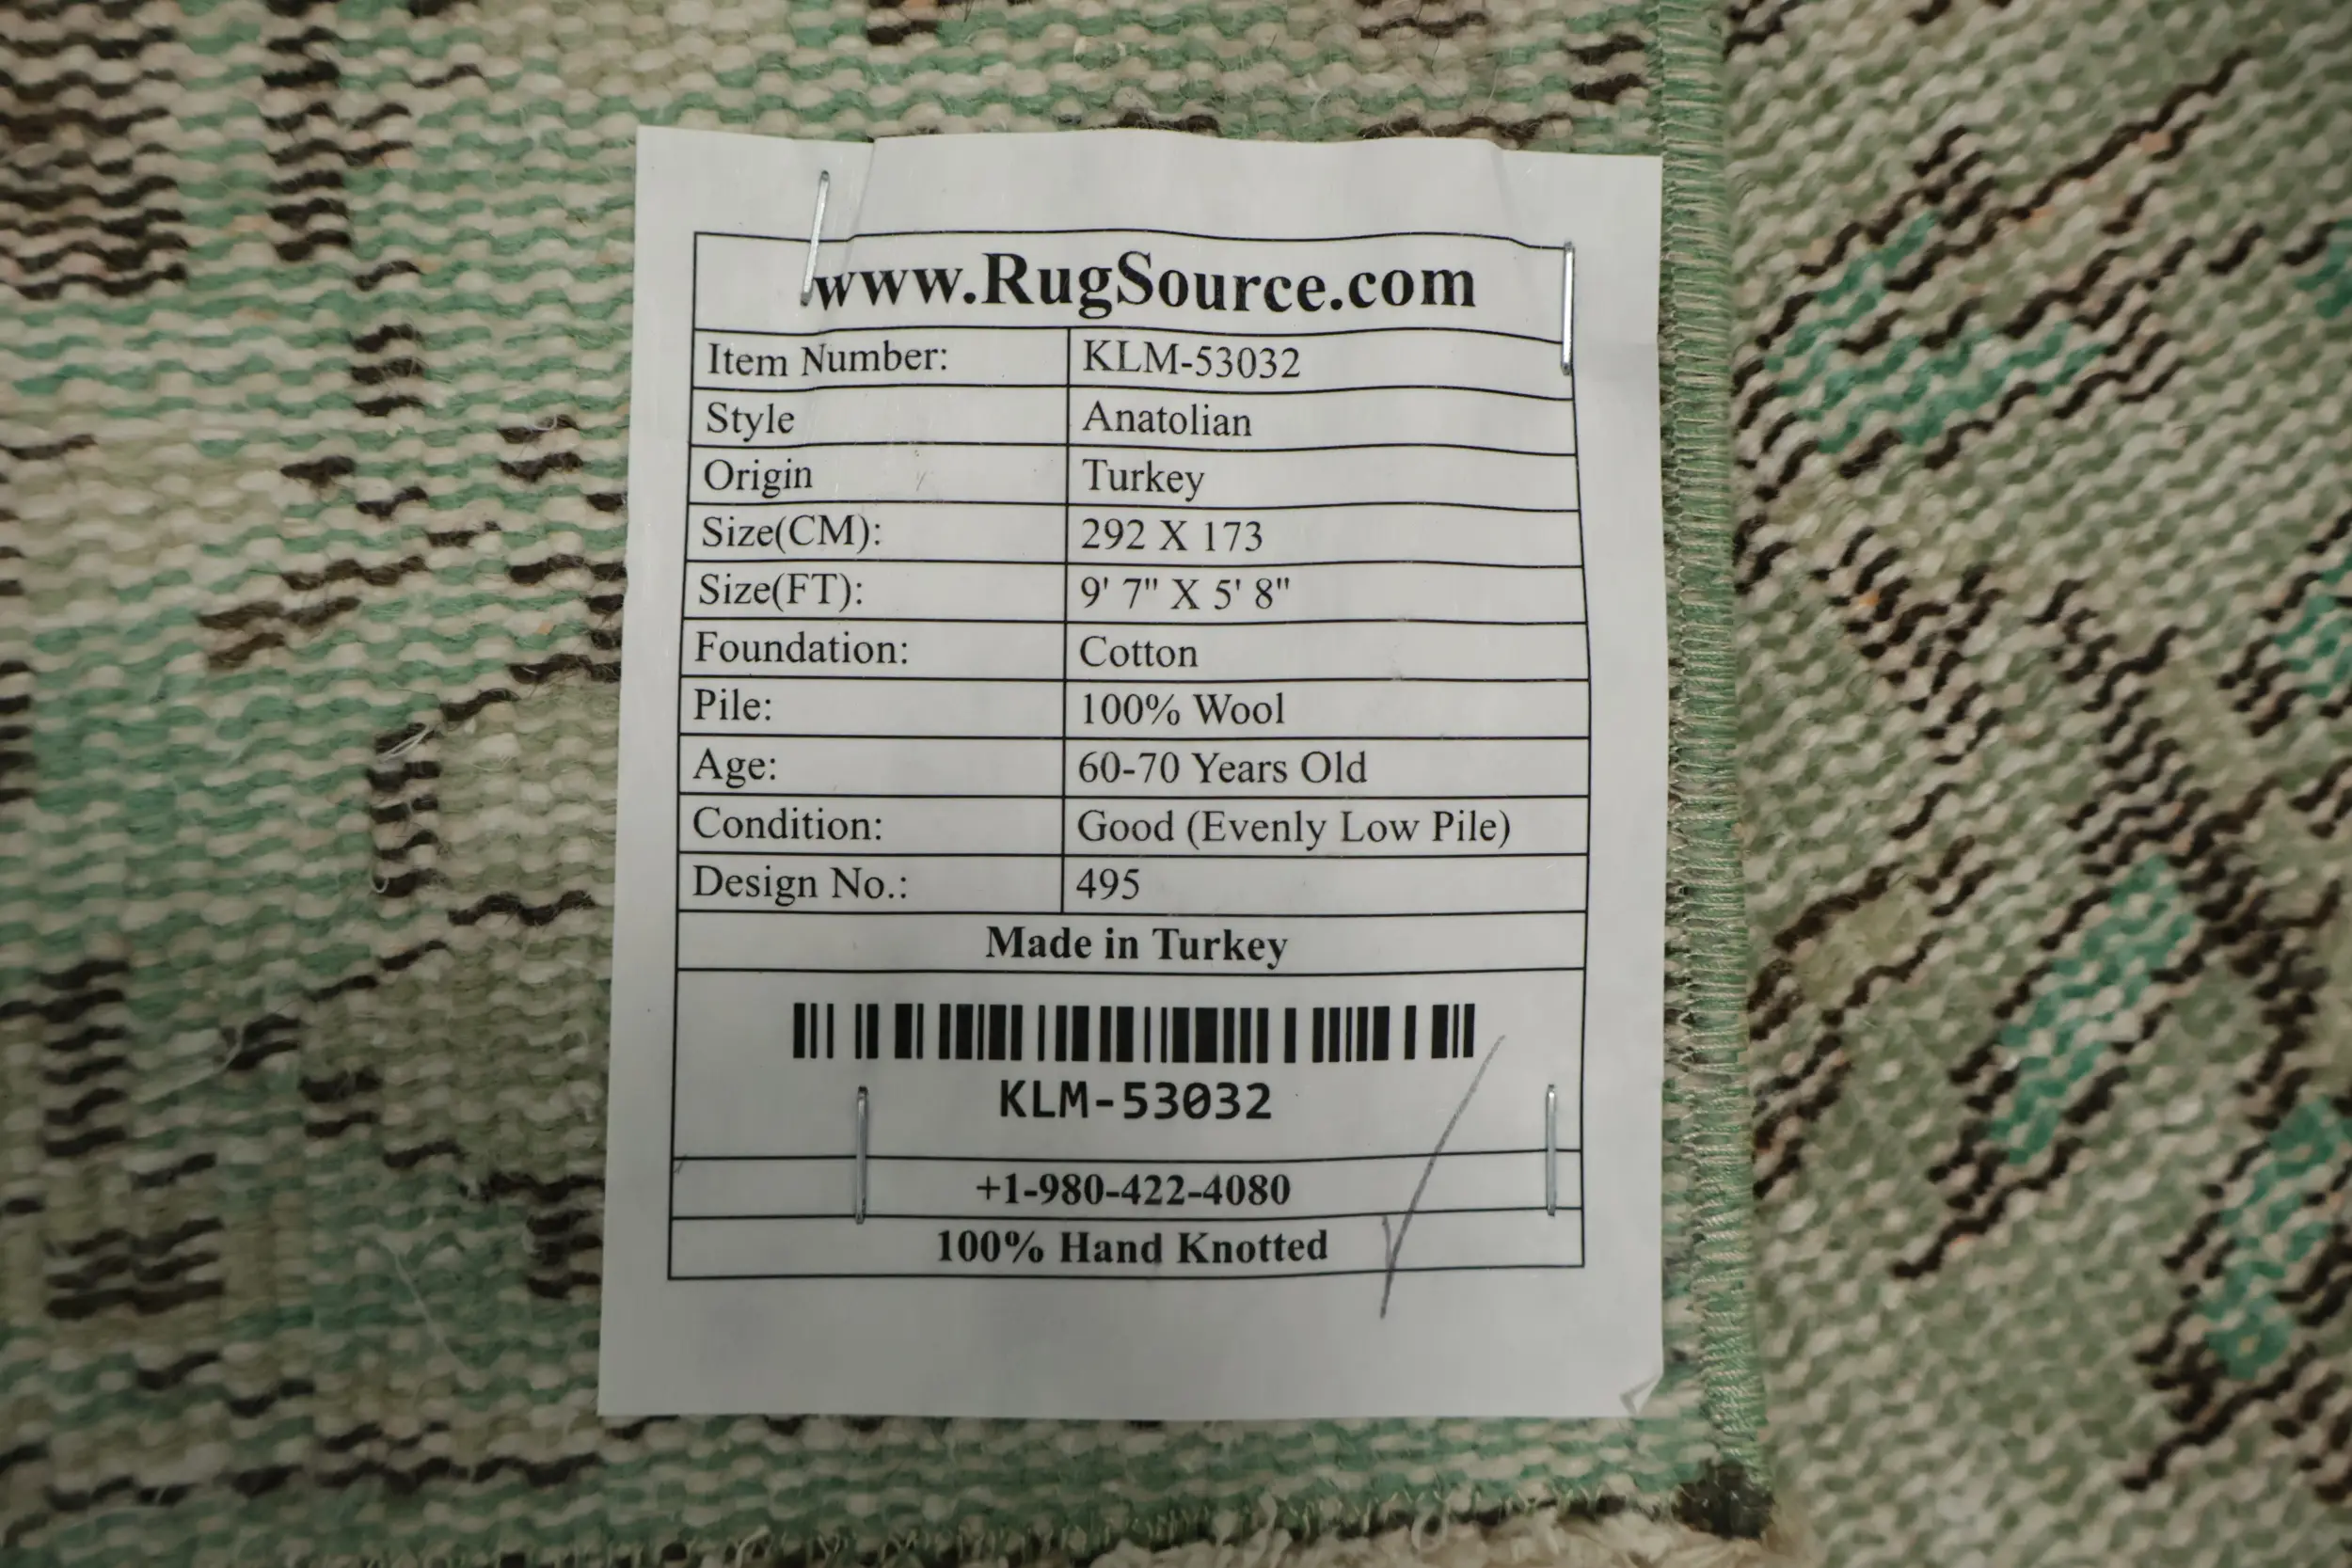 www.RugSource.com
Item Number: KLM-53032
Style Anatolian
Origin Turkey
Size(CM): 292 X 173
Size(FT): 9' 7" X 5' 8"
Foundation: Cotton
Pile: 100% Wool
Age: 60-70 Years Old
Condition: Good (Evenly Low Pile)
Design No.: 495
Made in Turkey
KLM-53032
+1-980-422-4080
100% Hand Knotted